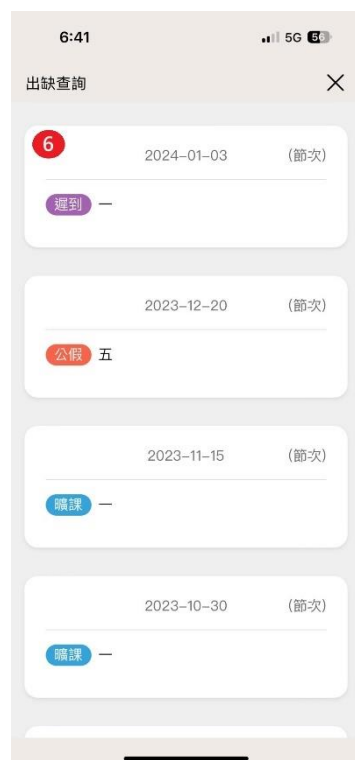 6:41 5G 56
出缺查詢
6 2024-01-03 (節次)
遲到 一
2023-12-20 (節次)
公假 五
2023-11-15 (節次)
曠課 一
2023-10-30 (節次)
曠課 一